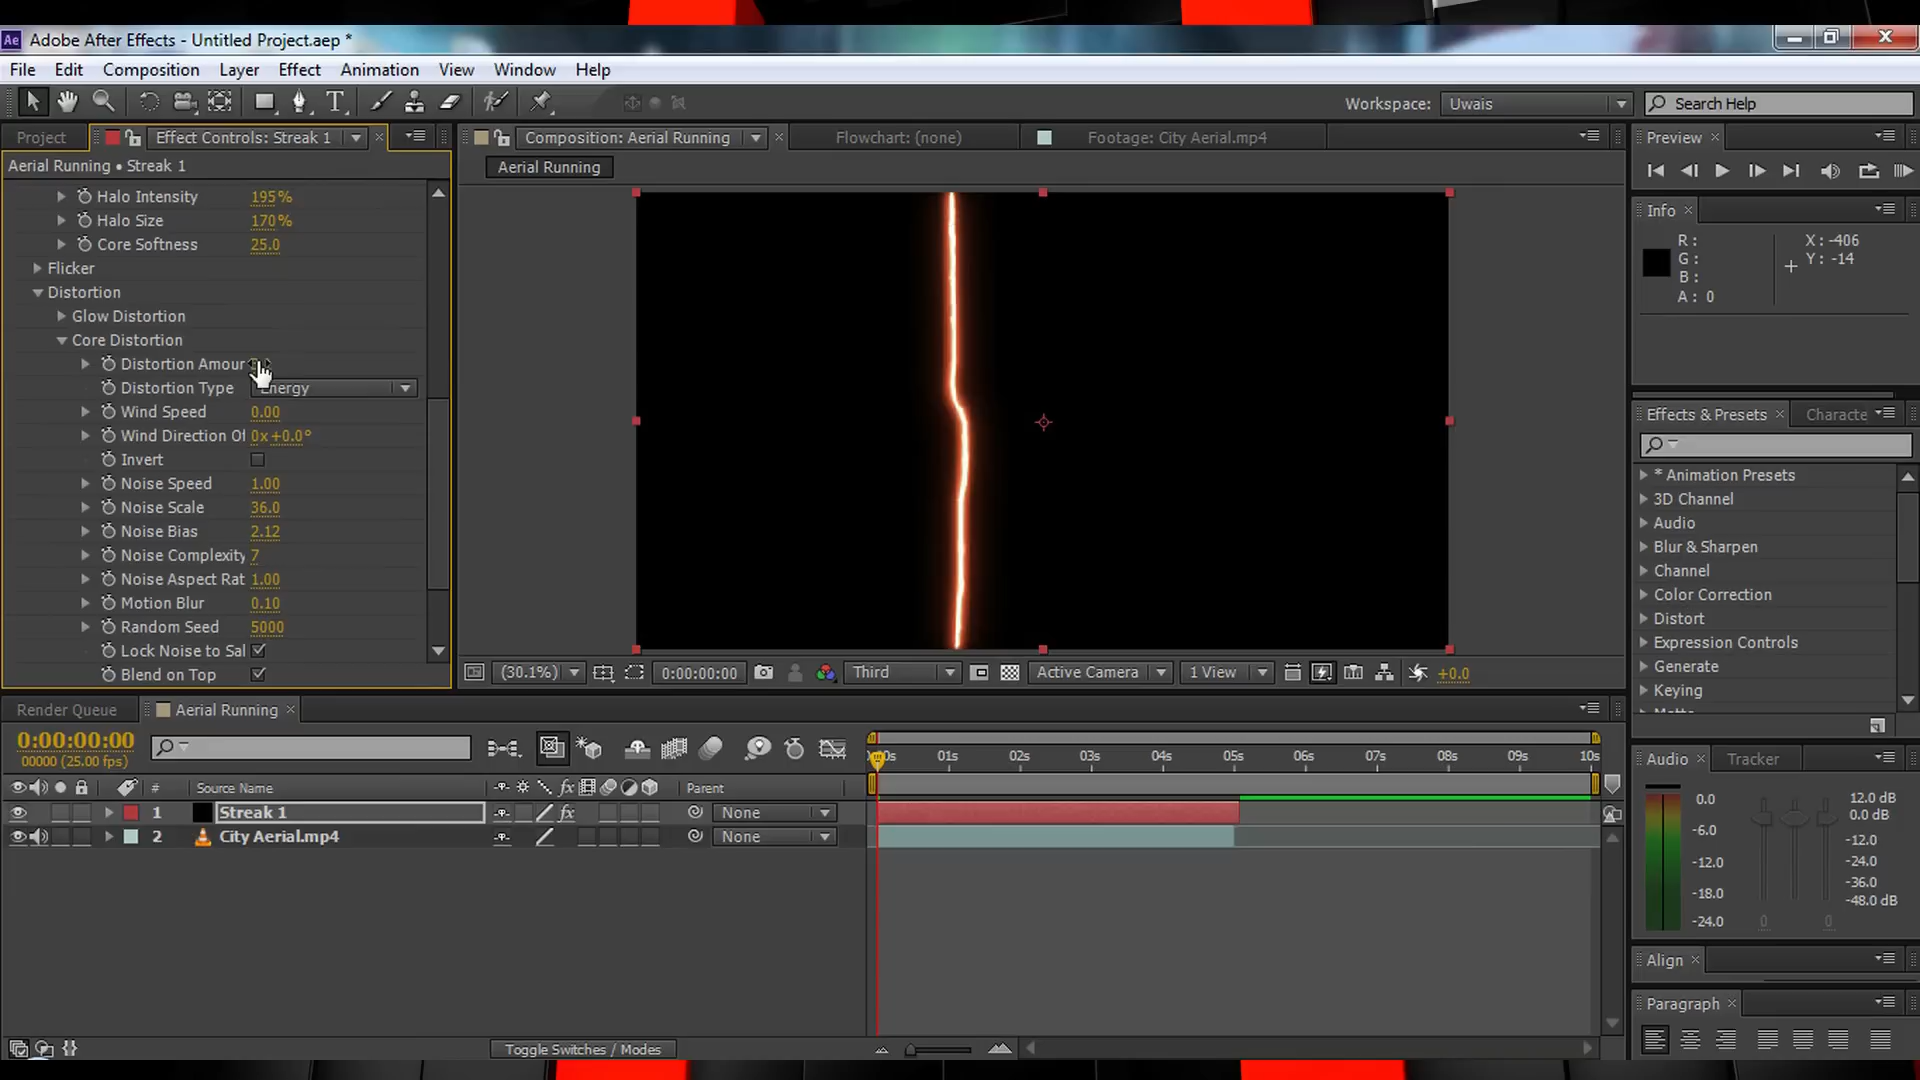 Ae Adobe After Effects - Untitled Project.aep *
File Edit Composition Layer Effect Animation View Window Help
Workspace: Uwais Search Help
Project Effect Controls: Streak 1 Composition: Aerial Running Flowchart: (none) Footage: City Aerial.mp4 Preview
Aerial Running • Streak 1
Aerial Running
Halo Intensity 195%
Halo Size 170%
Core Softness 25.0
Flicker
Distortion
Glow Distortion
Core Distortion
Distortion Amour
Distortion Type Energy
Wind Speed 0.00
Wind Direction Of 0x+0.0°
Invert
Noise Speed 1.00
Noise Scale 36.0
Noise Bias 2.12
Noise Complexity 7
Noise Aspect Rat 1.00
Motion Blur 0.10
Random Seed 5000
Lock Noise to Sal
Blend on Top
(30.1%) 0:00:00:00 Third Active Camera 1 View +0.0
Info
R: X: -406
G: Y: -14
B:
A: 0
Effects & Presets Characte
* Animation Presets
3D Channel
Audio
Blur & Sharpen
Channel
Color Correction
Distort
Expression Controls
Generate
Keying
Render Queue Aerial Running
0:00:00:00
00000 (25.00 fps)
01s 02s 03s 04s 05s 06s 07s 08s 09s 10s
# Source Name Parent
1 Streak 1 None
2 City Aerial.mp4 None
Toggle Switches / Modes
Audio Tracker
0.0 12.0 dB
0.0 dB
-6.0
-12.0
-12.0
-24.0
-18.0 -36.0
-48.0 dB
-24.0 0 0
Align
Paragraph